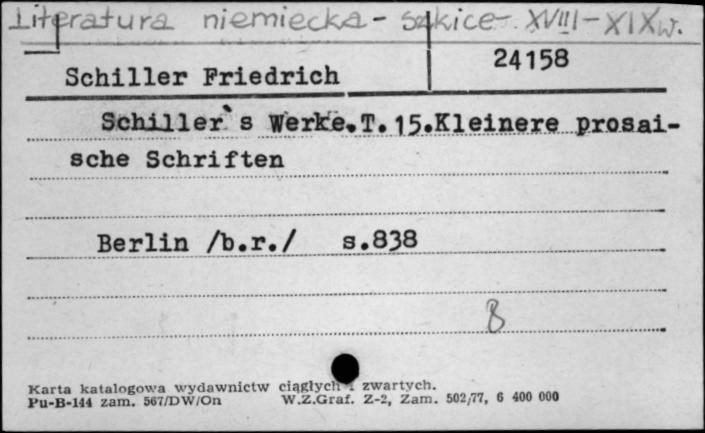 Literatura niemiecka - szkice - XVIII - XIX w.
24158
Schiller Friedrich
Schiller`s Werke.T.15.Kleinere prosai-
sche Schriften
Berlin /b.r./ s.838
8
Karta katalogowa wydawnictw ciągłych i zwartych.
Pu-B-144 zam. 567/DW/On W.Z.Graf. Z-2, Zam. 502/77, 6 400 000